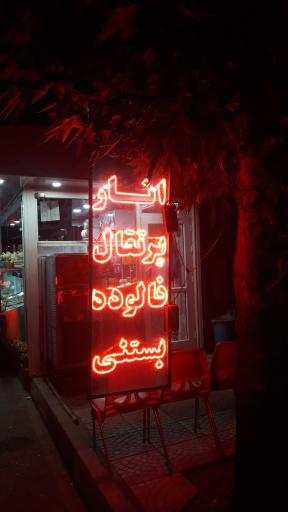 انار
پرتقال
فالوده
بستنی